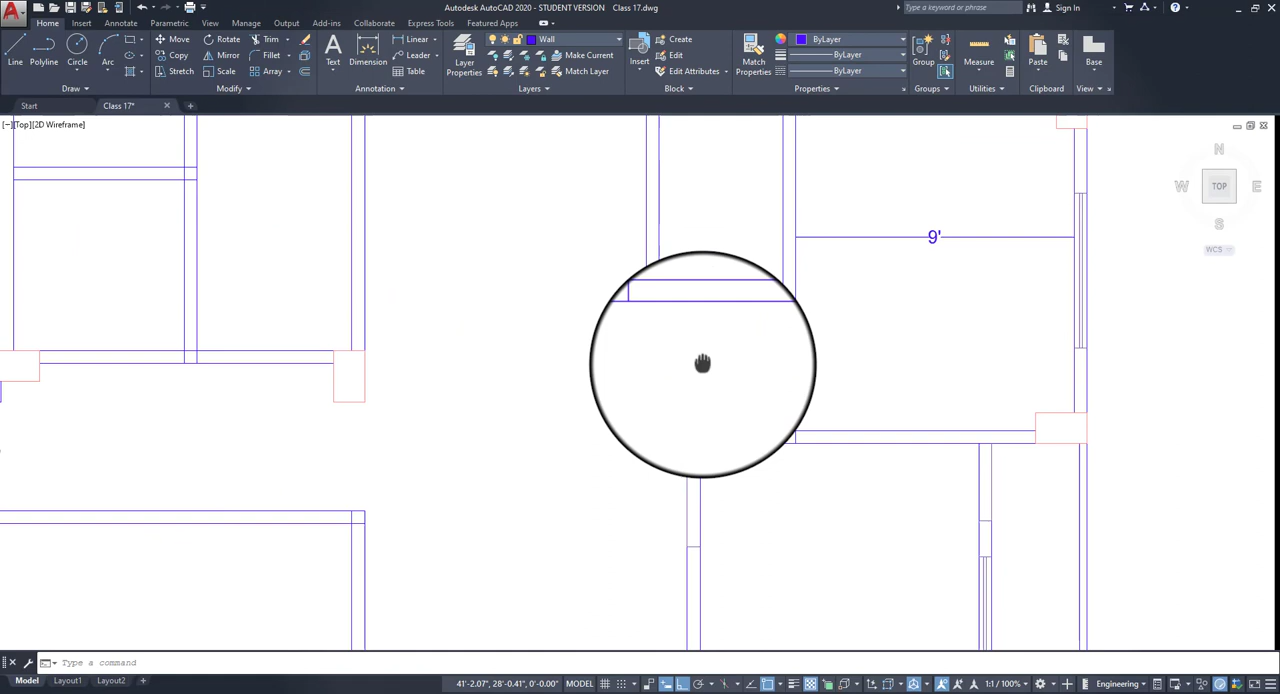 Autodesk AutoCAD 2020 - STUDENT VERSION Class 17.dwg
Type a keyword or phrase
Sign In
Home Insert Annotate Parametric View Manage Output Add-ins Collaborate Express Tools Featured Apps
Line Polyline Circle Arc
Move Rotate Trim
Copy Mirror Fillet
Stretch Scale Array
Text Dimension
Linear
Leader
Table
Layer Properties
Wall
Make Current
Match Layer
Insert
Create
Edit
Edit Attributes
Match Properties
ByLayer
ByLayer
ByLayer
Group
Measure
Paste
Base
Draw Modify Annotation Layers Block Properties Groups Utilities Clipboard View
Start Class 17*
[−][Top][2D Wireframe]
N
W TOP E
S
WCS
9'
Type a command
Model Layout1 Layout2
41'-2.07", 28'-0.41", 0'-0.00" MODEL 1:1 / 100% Engineering